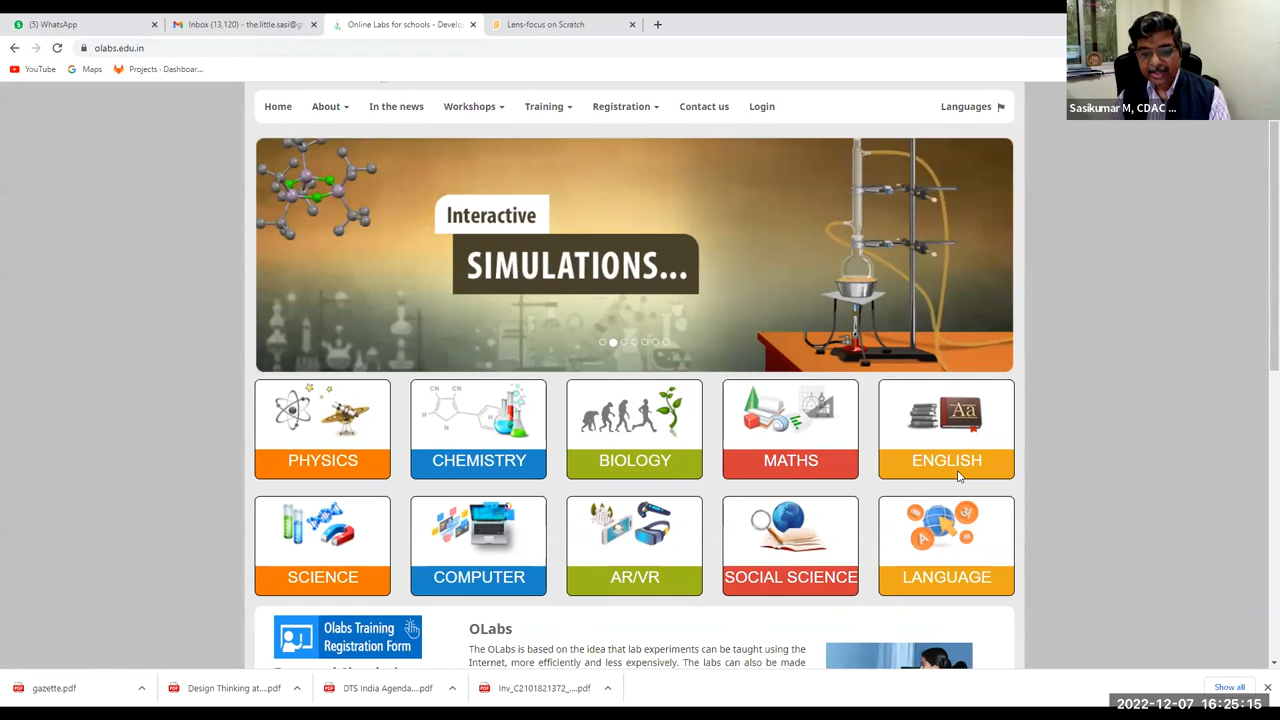 (5) WhatsApp
Inbox (13,120) - the.little.sasi@g
Online Labs for schools - Develo
Lens-focus on Scratch
olabs.edu.in
YouTube
Maps
Projects - Dashboar...
Sasikumar M, CDAC ...
Home
About
In the news
Workshops
Training
Registration
Contact us
Login
Languages
Interactive
SIMULATIONS...
CN CN
H
N
Aa
PHYSICS
CHEMISTRY
BIOLOGY
MATHS
ENGLISH
अ
A
SCIENCE
COMPUTER
AR/VR
SOCIAL SCIENCE
LANGUAGE
Olabs Training
Registration Form
OLabs
The OLabs is based on the idea that lab experiments can be taught using the
Internet, more efficiently and less expensively. The labs can also be made
gazette.pdf
Design Thinking at....pdf
DTS India Agenda....pdf
Inv_C2101821372_....pdf
Show all
2022-12-07 16:25:15